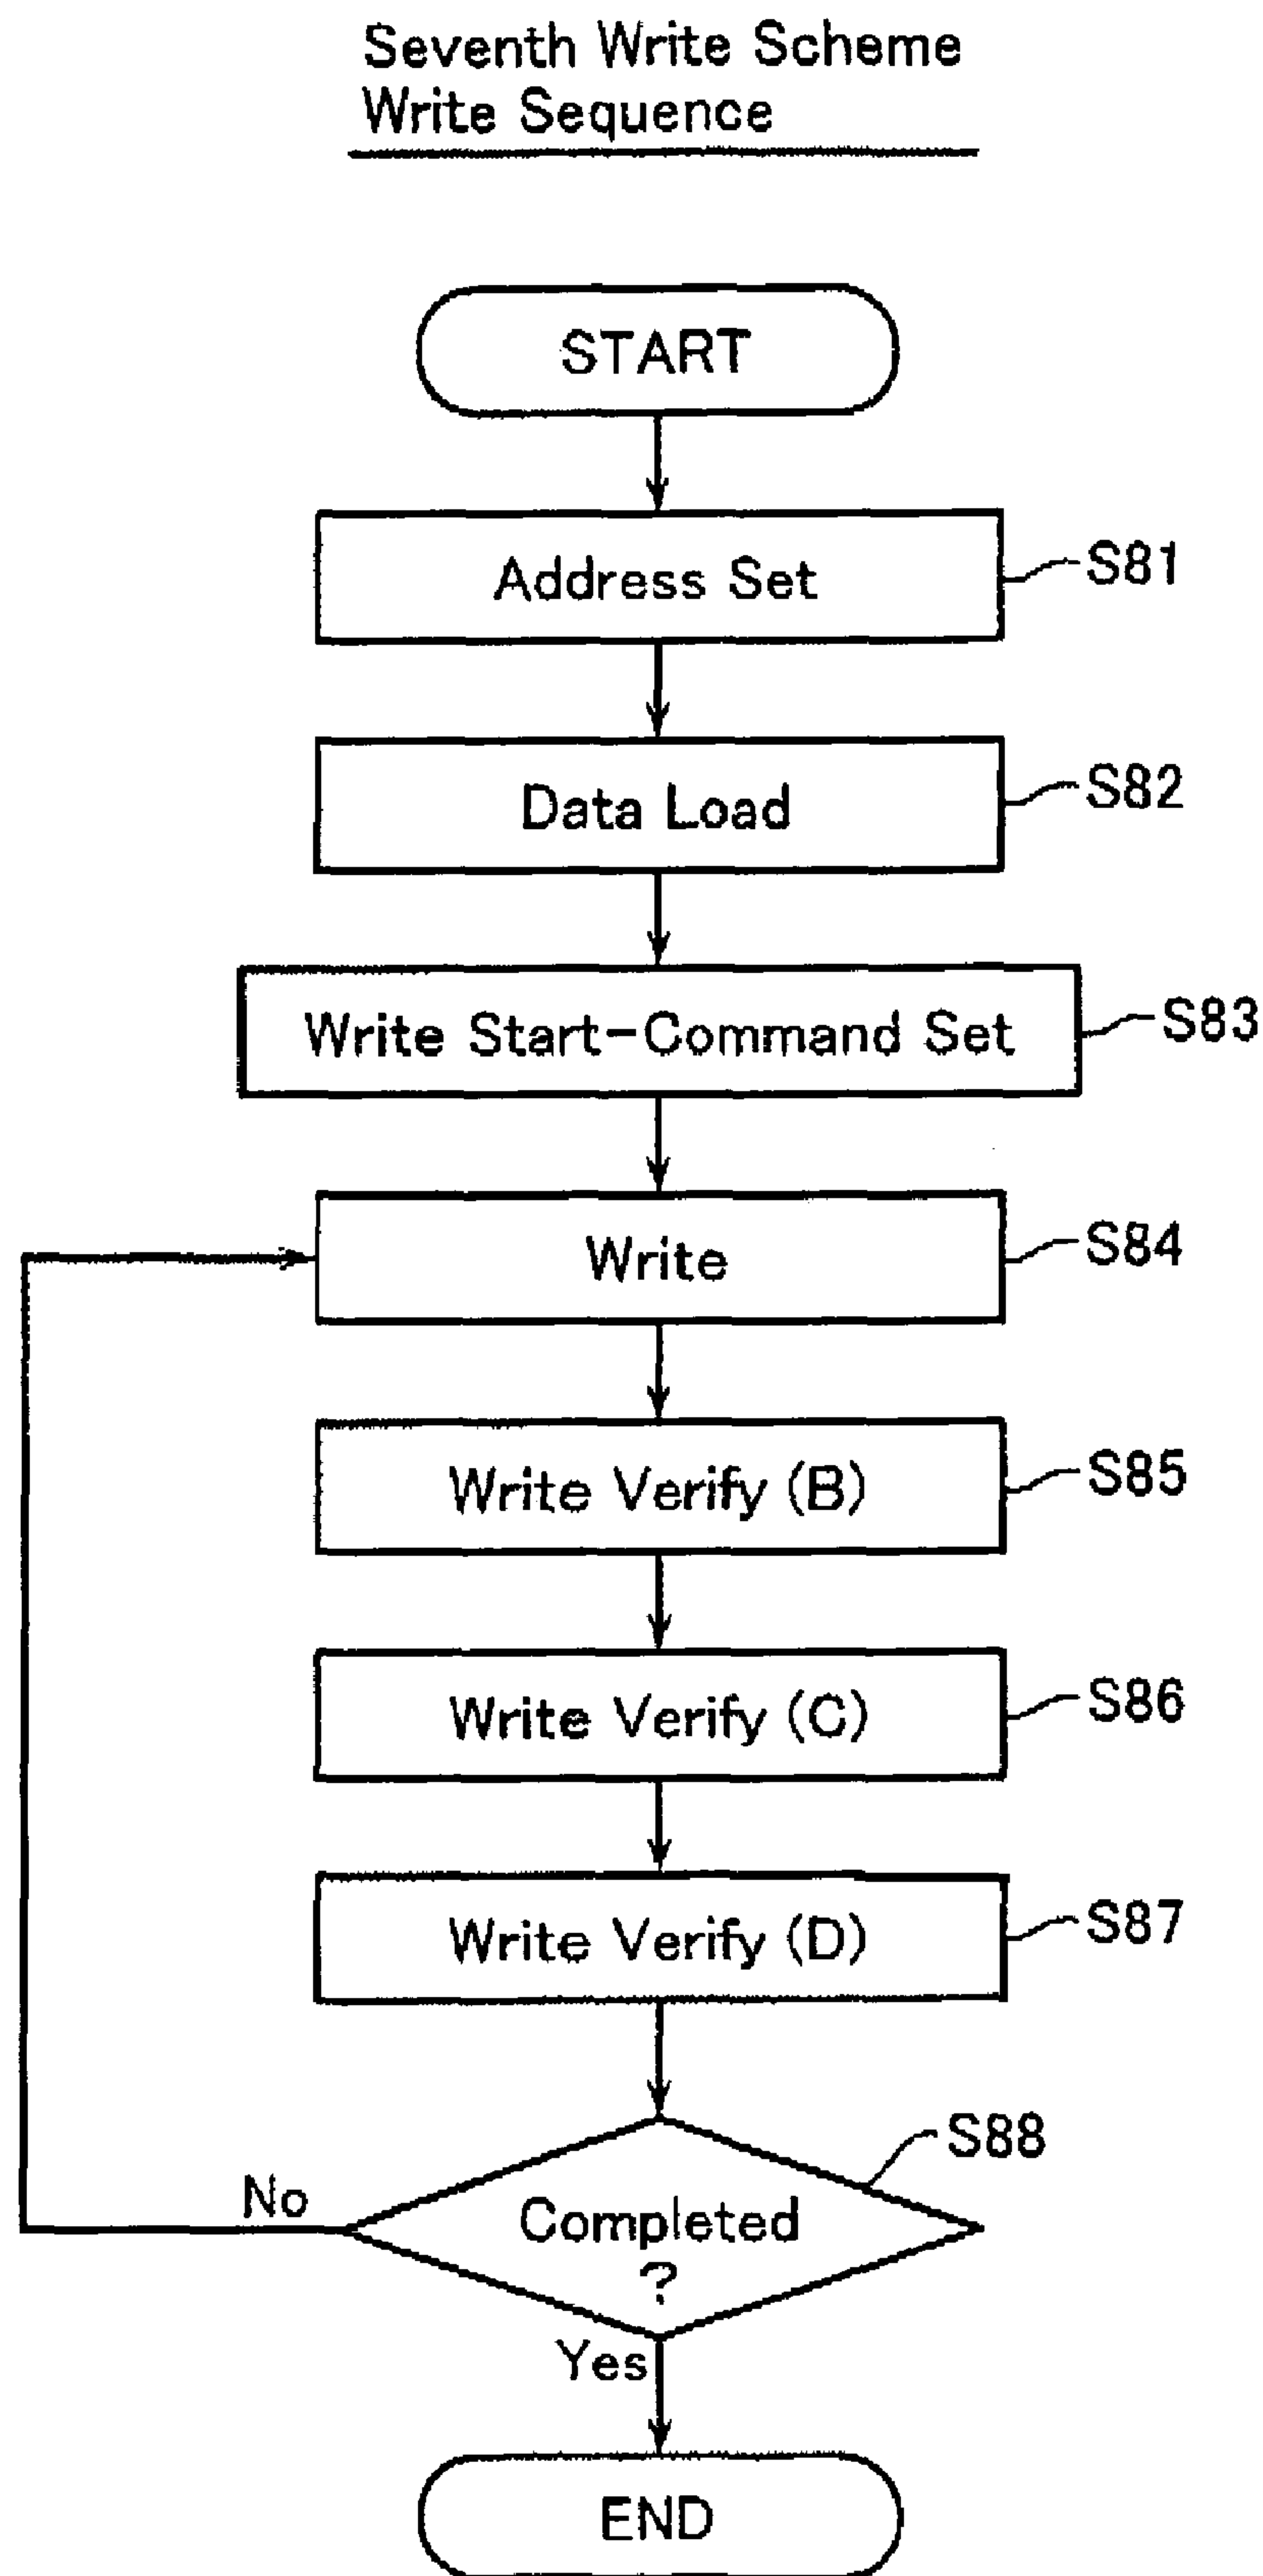 Seventh Write Scheme
Write Sequence
START
Address Set
S81
Data Load
S82
Write Start-Command Set
S83
Write
S84
Write Verify (B)
S85
Write Verify (C)
S86
Write Verify (D)
S87
S88
No
Completed
?
Yes
END